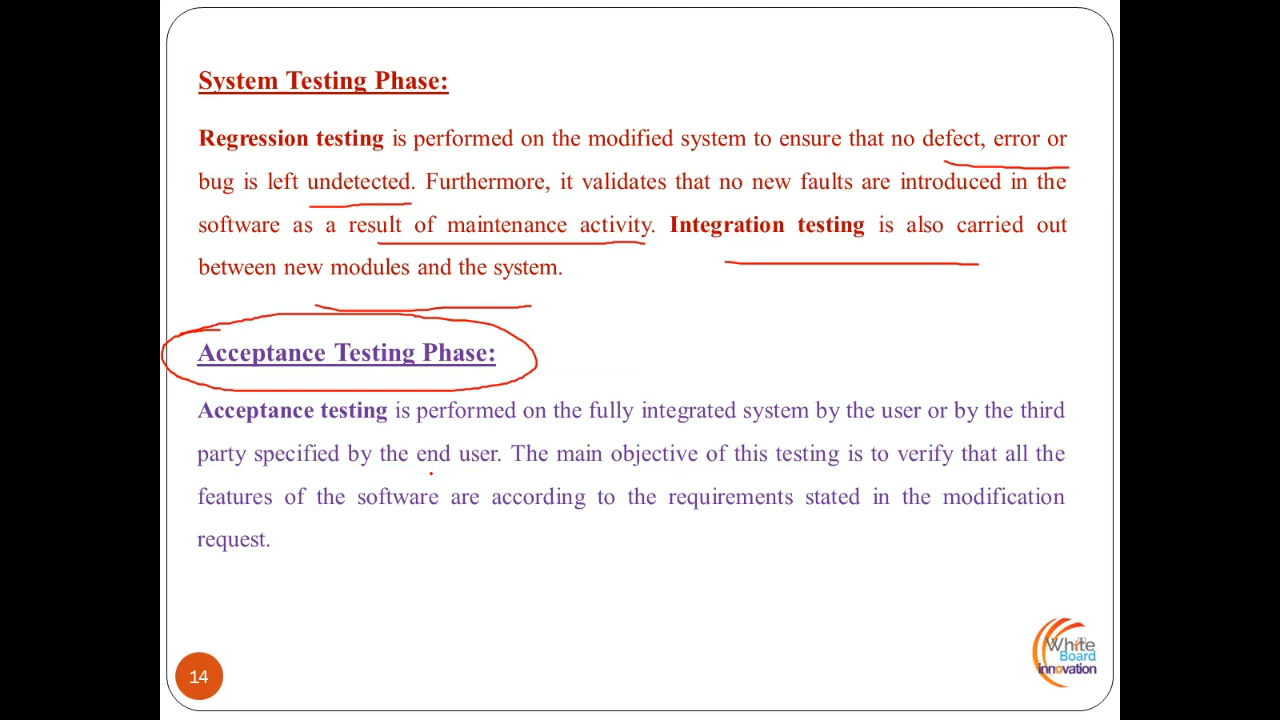 System Testing Phase:
Regression testing is performed on the modified system to ensure that no defect, error or
bug is left undetected. Furthermore, it validates that no new faults are introduced in the
software as a result of maintenance activity. Integration testing is also carried out
between new modules and the system.
Acceptance Testing Phase:
Acceptance testing is performed on the fully integrated system by the user or by the third
party specified by the end user. The main objective of this testing is to verify that all the
features of the software are according to the requirements stated in the modification
request.
14
White
Board
innovation